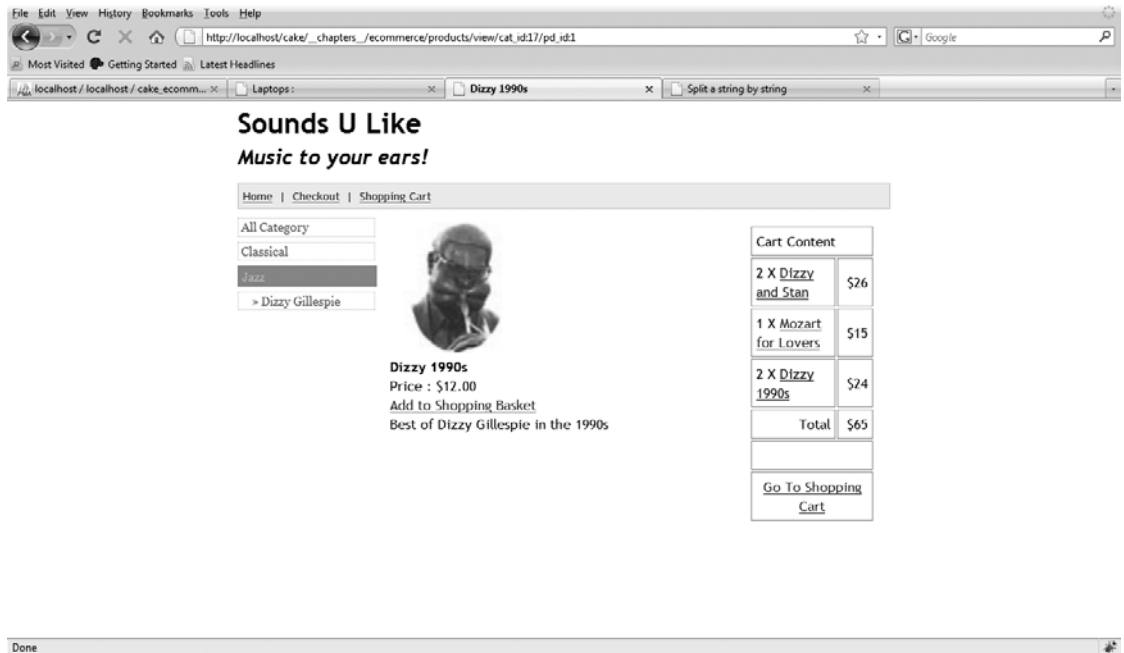 File Edit View History Bookmarks Tools Help
http://localhost/cake/__chapters__/ecommerce/products/view/cat_id:17/pd_id:1
G Google
Most Visited Getting Started Latest Headlines
localhost / localhost / cake_ecomm...
Laptops :
Dizzy 1990s
Split a string by string
Sounds U Like
Music to your ears!
Home | Checkout | Shopping Cart
All Category
Classical
Jazz
> Dizzy Gillespie
Dizzy 1990s
Price : $12.00
Add to Shopping Basket
Best of Dizzy Gillespie in the 1990s
Cart Content
2 X Dizzy
and Stan
$26
1 X Mozart
for Lovers
$15
2 X Dizzy
1990s
$24
Total $65
Go To Shopping
Cart
Done